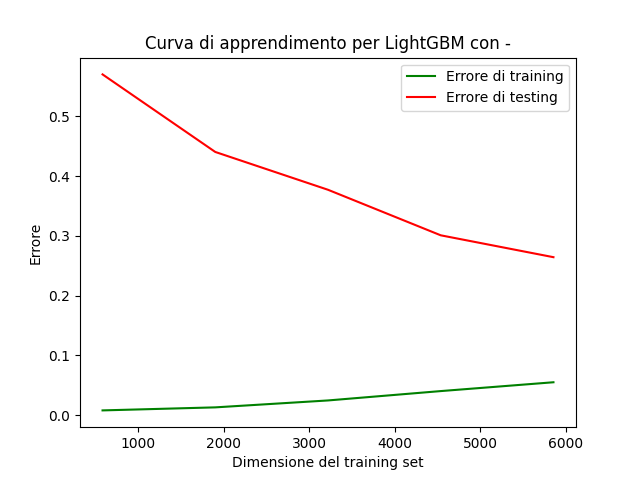 Curva di apprendimento per LightGBM con -
Errore di training
Errore di testing
Errore
0.5
0.4
0.3
0.2
0.1
0.0
1000 2000 3000 4000 5000 6000
Dimensione del training set